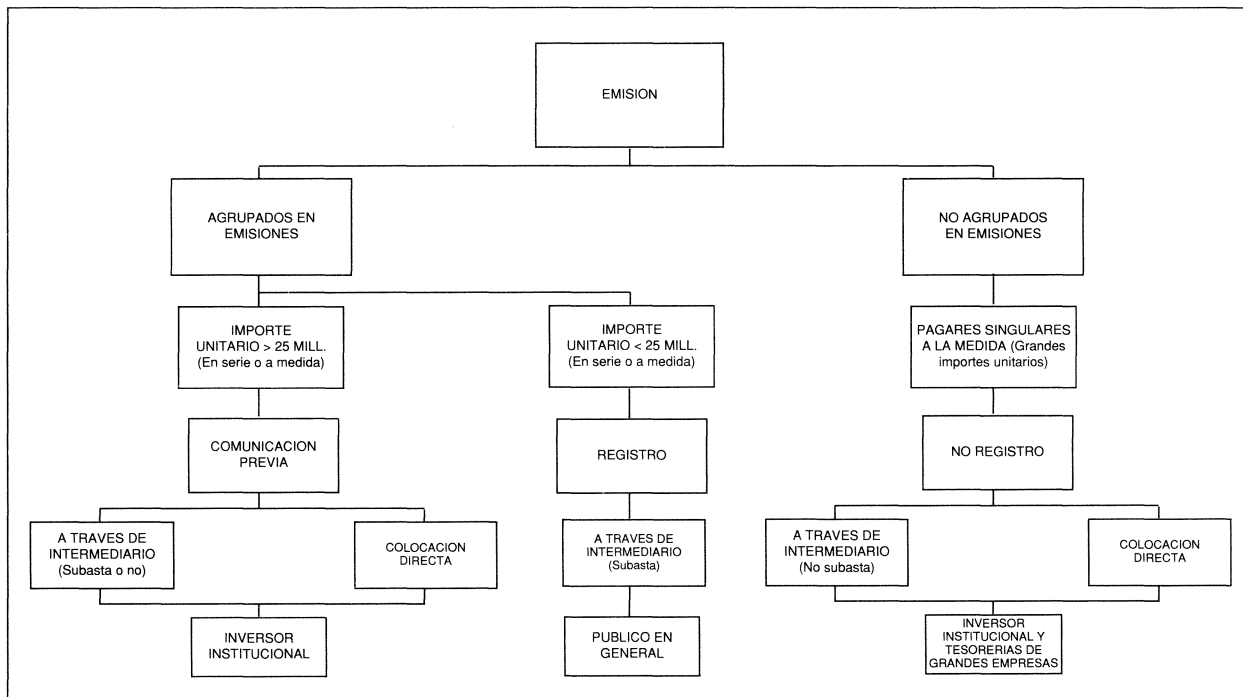 EMISION
AGRUPADOS EN
EMISIONES
NO AGRUPADOS
EN EMISIONES
IMPORTE
UNITARIO > 25 MILL.
(En serie o a medida)
IMPORTE
UNITARIO < 25 MILL.
(En serie o a medida)
PAGARES SINGULARES
A LA MEDIDA (Grandes
importes unitarios)
COMUNICACION
PREVIA
REGISTRO
NO REGISTRO
A TRAVES DE
INTERMEDIARIO
(Subasta o no)
COLOCACION
DIRECTA
A TRAVES DE
INTERMEDIARIO
(Subasta)
A TRAVES DE
INTERMEDIARIO
(No subasta)
COLOCACION
DIRECTA
INVERSOR
INSTITUCIONAL
PUBLICO EN
GENERAL
INVERSOR
INSTITUCIONAL Y
TESORERIAS DE
GRANDES EMPRESAS